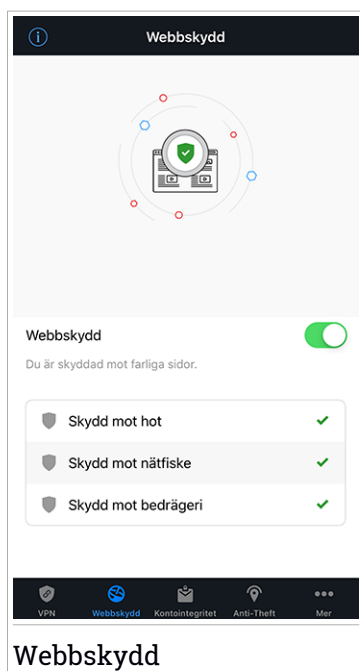 Webbskydd
Webbskydd
Du är skyddad mot farliga sidor.
Skydd mot hot
Skydd mot nätfiske
Skydd mot bedrägeri
VPN Webbskydd Kontointegritet Anti-Theft Mer
Webbskydd